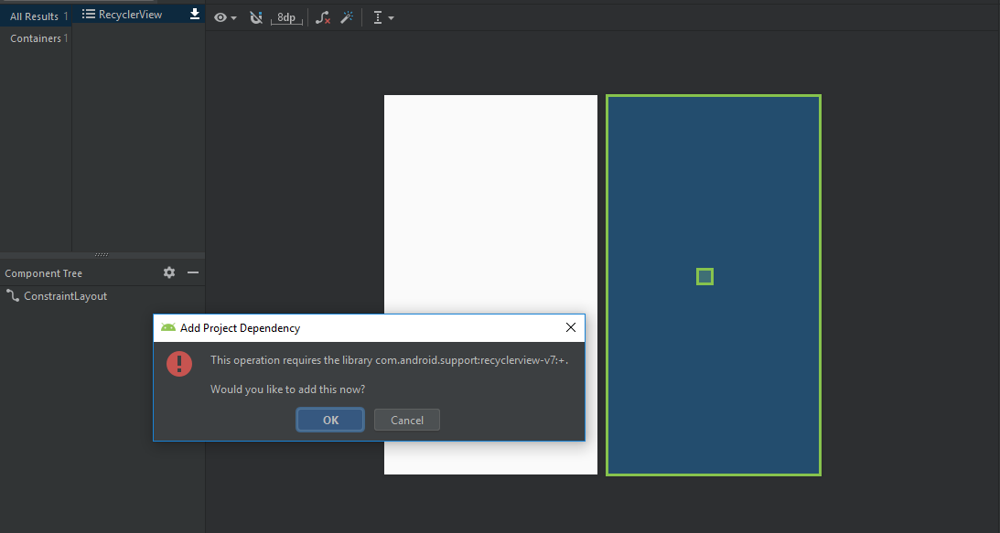 All Results 1
RecyclerView
8dp
Containers 1
Component Tree
ConstraintLayout
Add Project Dependency
This operation requires the library com.android.support:recyclerview-v7:+.
Would you like to add this now?
OK
Cancel